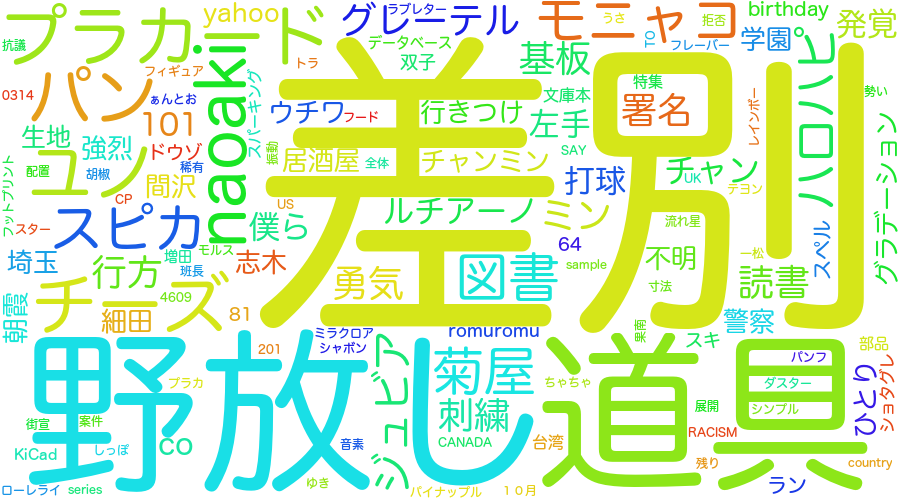 プラカード
グレーテル
ラブレター
モニャコ
うさ
拒否
birthday
発覚
yahoo
抗議
データベース
双子
基板
TO
フレーバー
学園
ハロハピ
パン
フィギュア
トラ
naoaki
0314
ぁんとお
101
ウチワ
フード
行きつけ
文庫本
特集
署名
レインボー
勢い
スパーキング
左手
生地
強烈
ドウゾ
稀有
振動
居酒屋
全体
チャンミン
SAY
差別
チャン
UK
テヨン
グラデーション
フットプリント
配置
ユノ
胡椒
間沢
打球
CP
US
ルチアーノ
ミン
流れ星
スター
スピカ
僕ら
64
不明
一松
スペル
埼玉
行方
増田
モルス
班長
志木
勇気
図書
sample
寸法
読書
朝霞
チーズ
細田
4609
81
警察
romuromu
ミラクロア
シャボン
果南
スキ
部品
パンフ
野放し
201
ブラカ
ジュビア
菊屋
ちゃちゃ
道具
ダスター
ひとり
ショタグレ
刺繍
展開
シンプル
街宣
案件
KiCad
しっぽ
co
音素
CANADA
台湾
RACISM
残り
country
ローレライ
series
ゆき
パイナップル
10月
ラン